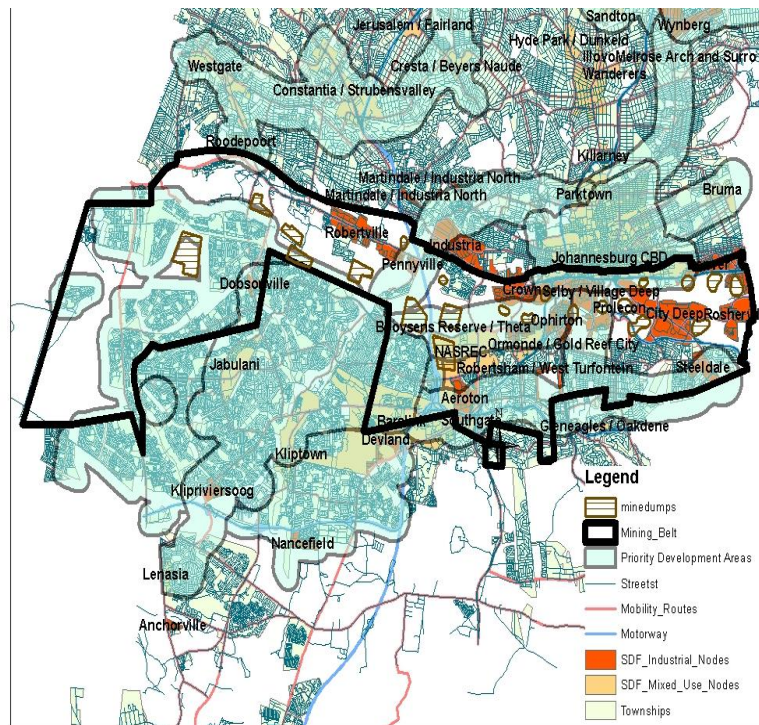 Sandton
Jerusalem / Fairland
Wynberg
Hyde Park / Dunkeld
Westgate
Cresta / Beyers Naude
Illovo
Melrose Arch and Surro
Wanderers
Constantia / Strubensvalley
Roodepoort
Killarney
Martindale / Industria North
Martindale / Industria North
Parktown
Bruma
Robertville
Industria
Pennyville
Johannesburg CBD
Dobsonville
Crown
Selby / Village Deep
Prolecon
City Deep
Rosherv
Booysens Reserve / Theta
Ophirton
NASREC
Ormonde / Gold Reef City
Jabulani
Robertsham / West Turfontein
Steeldale
Aeroton
Baralink
Southgate
N
Gleneagles / Oakdene
Devland
Kliptown
Klipriviersoog
Nancefield
Lenasia
Anchorville
Legend
minedumps
Mining_Belt
Priority Development Areas
Streetst
Mobility_Routes
Motorway
SDF_Industrial_Nodes
SDF_Mixed_Use_Nodes
Townships